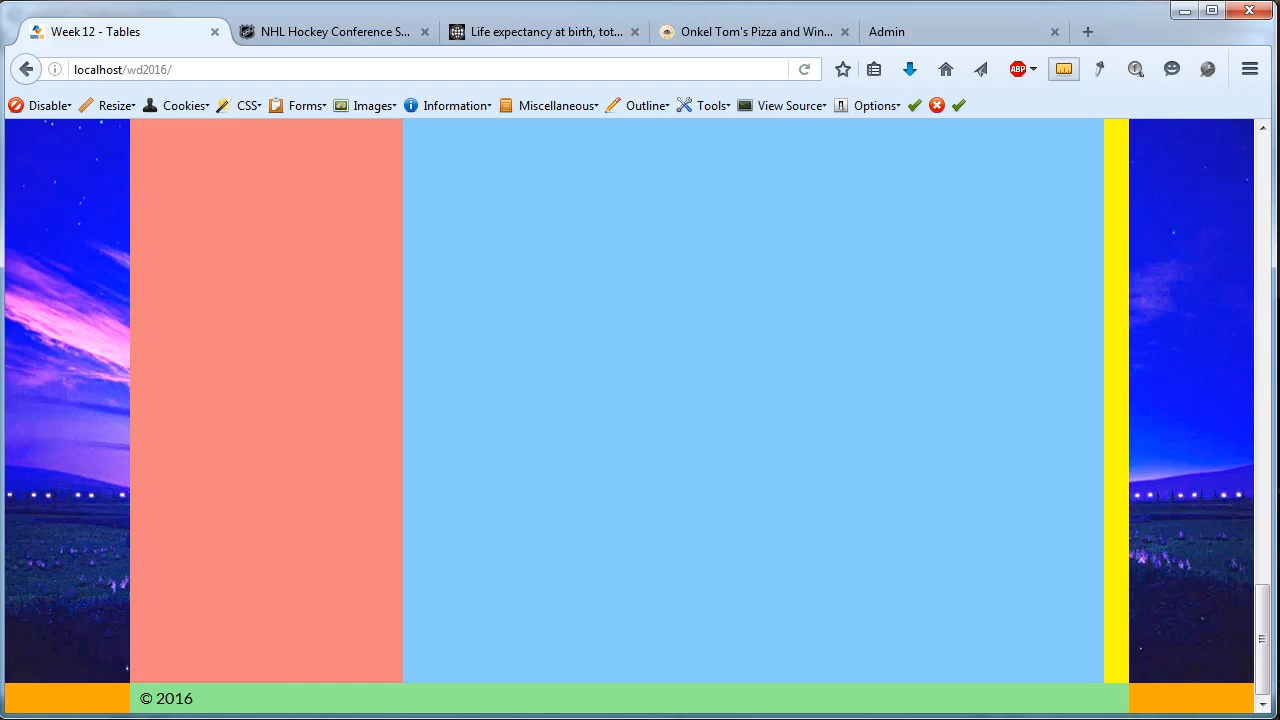 Week 12 - Tables
NHL Hockey Conference S...
Life expectancy at birth, tot...
Onkel Tom's Pizza and Win...
Admin
localhost/wd2016/
ABP
Disable Resize Cookies CSS Forms Images Information Miscellaneous Outline Tools View Source Options
© 2016